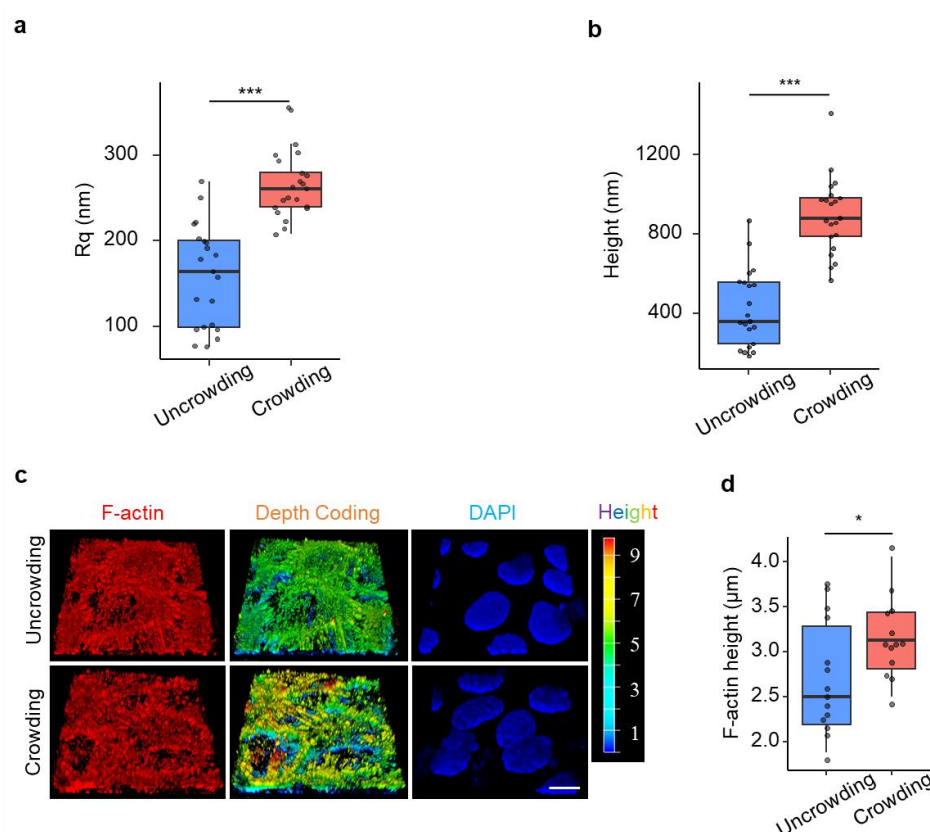 a
***
Rq (nm)
300
200
100
Uncrowding
Crowding
b
***
Height (nm)
1200
800
400
Uncrowding
Crowding
c
F-actin
Depth Coding
DAPI
Height
Uncrowding
Crowding
9
7
5
3
1
d
*
F-actin height (μm)
4.0
3.5
3.0
2.5
2.0
Uncrowding
Crowding